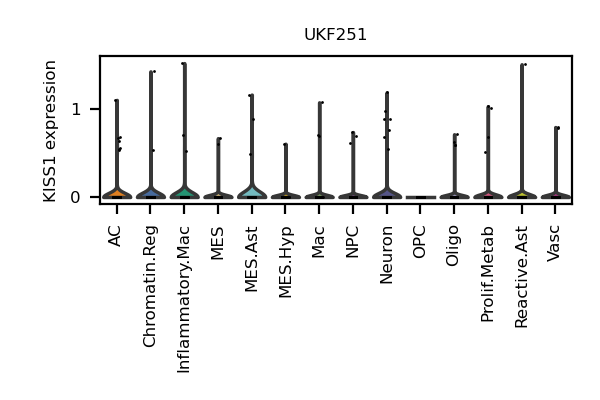 UKF251
KISS1 expression
1
0
AC
Chromatin.Reg
Inflammatory.Mac
MES
MES.Ast
MES.Hyp
Mac
NPC
Neuron
OPC
Oligo
Prolif.Metab
Reactive.Ast
Vasc